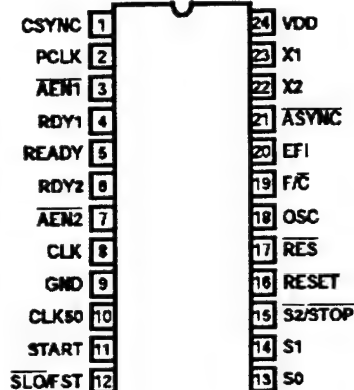 CSYNC 1 24 VDD
PCLK 2 23 X1
AEN1 3 22 X2
RDY1 4 21 ASYNC
READY 5 20 EFI
RDY2 6 19 F/C
AEN2 7 18 OSC
CLK 8 17 RES
GND 9 16 RESET
CLK50 10 15 S2/STOP
START 11 14 S1
SLO/FST 12 13 S0